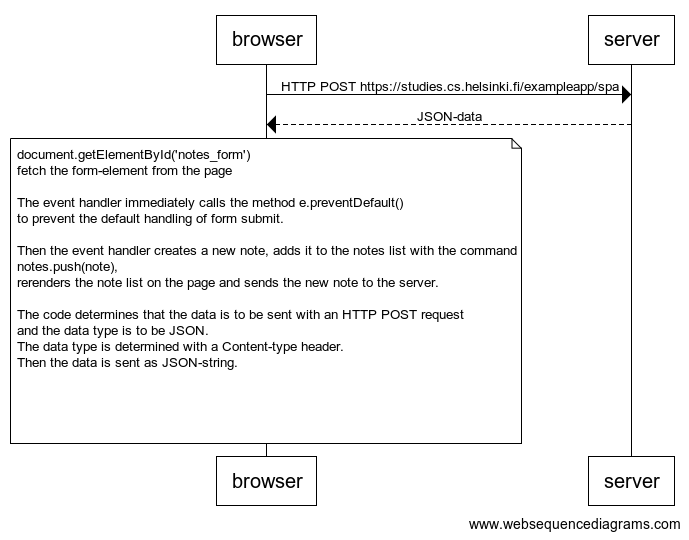 browser
server
HTTP POST https://studies.cs.helsinki.fi/exampleapp/spa
JSON-data
document.getElementById('notes_form')
fetch the form-element from the page
The event handler immediately calls the method e.preventDefault()
to prevent the default handling of form submit.
Then the event handler creates a new note, adds it to the notes list with the command
notes.push(note),
rerenders the note list on the page and sends the new note to the server.
The code determines that the data is to be sent with an HTTP POST request
and the data type is to be JSON.
The data type is determined with a Content-type header.
Then the data is sent as JSON-string.
browser
server
www.websequencediagrams.com